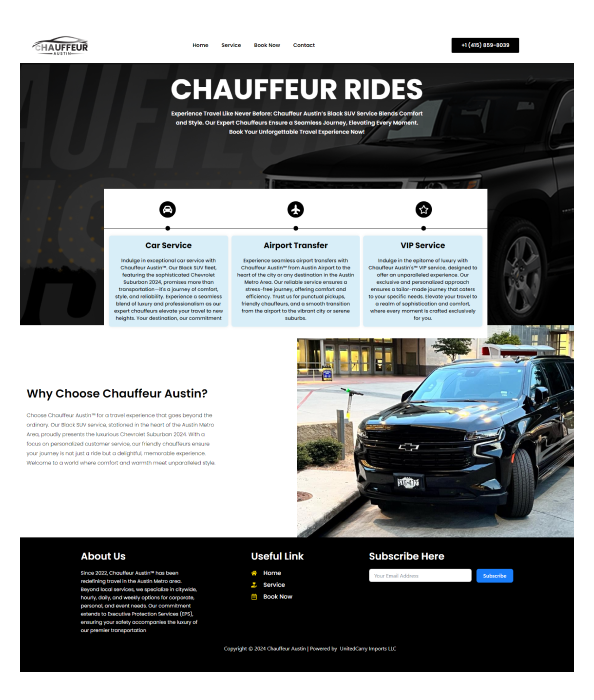 CHAUFFEUR
AUSTIN
Home Service Book Now Contact
+1 (415) 859-8039
CHAUFFEUR RIDES
Experience Travel Like Never Before: Chauffeur Austin's Black SUV Service Blends Comfort
and Style. Our Expert Chauffeurs Ensure a Seamless Journey, Elevating Every Moment.
Book Your Unforgettable Travel Experience Now!
Car Service
Indulge in exceptional car service with
Chauffeur Austin™. Our Black SUV fleet,
featuring the sophisticated Chevrolet
Suburban 2024, promises more than
transportation—it's a journey of comfort,
style, and reliability. Experience a seamless
blend of luxury and professionalism as our
expert chauffeurs elevate your travel to new
heights. Your destination, our commitment
Airport Transfer
Experience seamless airport transfers with
Chauffeur Austin™ from Austin Airport to the
heart of the city or any destination in the Austin
Metro Area. Our reliable service ensures a
stress-free journey, offering comfort and
efficiency. Trust us for punctual pickups,
friendly chauffeurs, and a smooth transition
from the airport to the vibrant city or serene
suburbs.
VIP Service
Indulge in the epitome of luxury with
Chauffeur Austin's™ VIP service, designed to
offer an unparalleled experience. Our
exclusive and personalized approach
ensures a tailor-made journey that caters
to your specific needs. Elevate your travel to
a realm of sophistication and comfort,
where every moment is crafted exclusively
for you.
Why Choose Chauffeur Austin?
Choose Chauffeur Austin™ for a travel experience that goes beyond the
ordinary. Our Black SUV service, stationed in the heart of the Austin Metro
Area, proudly presents the luxurious Chevrolet Suburban 2024. With a
focus on personalized customer service, our friendly chauffeurs ensure
your journey is not just a ride but a delightful, memorable experience.
Welcome to a world where comfort and warmth meet unparalleled style.
About Us
Since 2022, Chauffeur Austin™ has been
redefining travel in the Austin Metro area.
Beyond local services, we specialize in citywide,
hourly, daily, and weekly options for corporate,
personal, and event needs. Our commitment
extends to Executive Protection Services (EPS),
ensuring your safety accompanies the luxury of
our premier transportation
Useful Link
Home
Service
Book Now
Subscribe Here
Your Email Address
Subscribe
Copyright © 2024 Chauffeur Austin | Powered by UnitedCarry Imports LLC